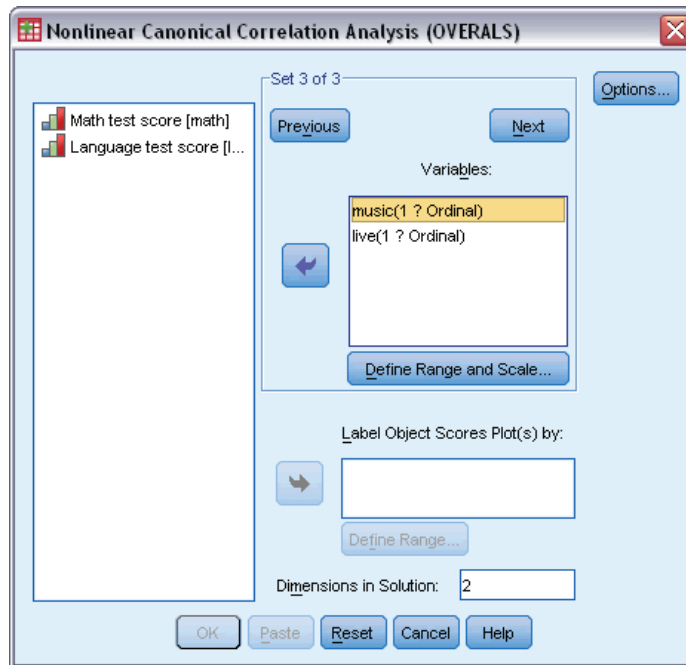 Nonlinear Canonical Correlation Analysis (OVERALS)
Set 3 of 3
Options...
Math test score [math]
Language test score [l...
Previous
Next
Variables:
music(1 ? Ordinal)
live(1 ? Ordinal)
Define Range and Scale...
Label Object Scores Plot(s) by:
Define Range...
Dimensions in Solution: 2
OK Paste Reset Cancel Help